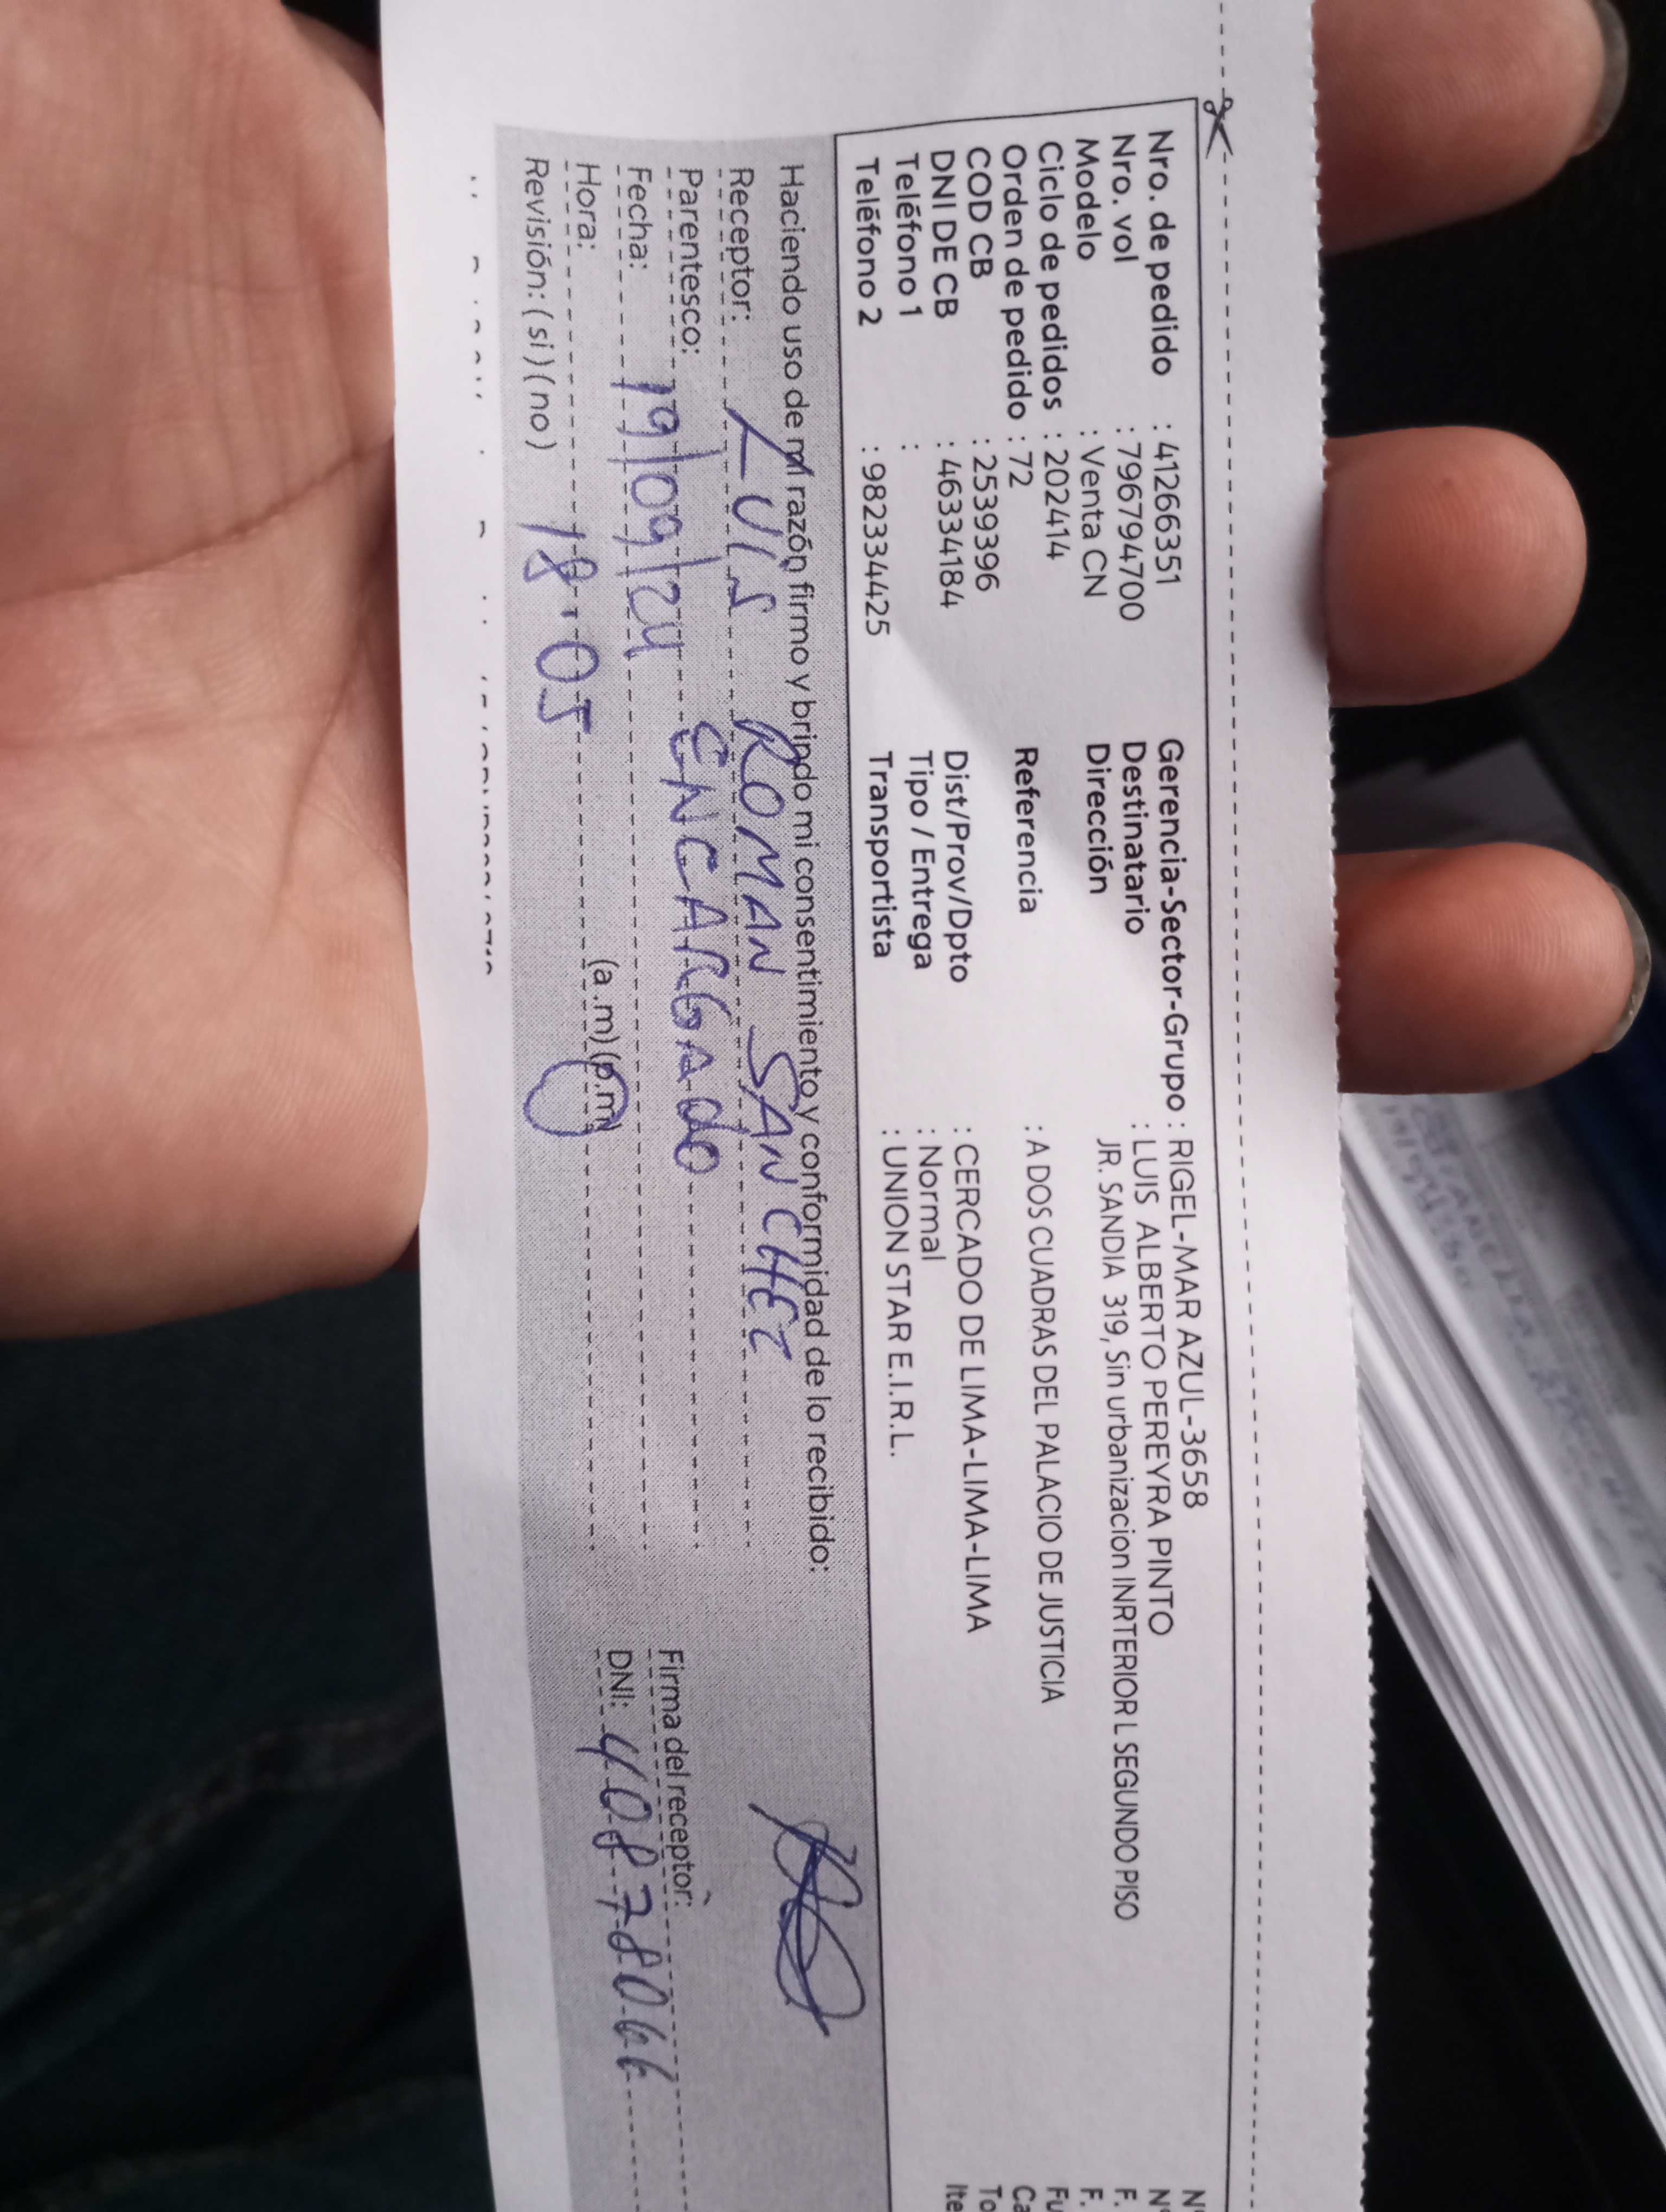 Nro. de pedido : 41266351
Nro. vol : 7967794700
Modelo : Venta CN
Ciclo de pedidos : 202414
Orden de pedido : 72
COD CB : 2539396
DNI DE CB : 46334184
Teléfono 1 :
Teléfono 2 : 982334425
Gerencia-Sector-Grupo : RIGEL-MAR AZUL-3658
Destinatario : LUIS ALBERTO PEREYRA PINTO
Dirección JR. SANDIA 319, Sin urbanizacion INRTERIOR L SEGUNDO PISO
Referencia : A DOS CUADRAS DEL PALACIO DE JUSTICIA
Dist/Prov/Dpto : CERCADO DE LIMA-LIMA-LIMA
Tipo / Entrega : Normal
Transportista : UNION STAR E.I.R.L.
Haciendo uso de mi razón firmo y brindo mi consentimiento y conformidad de lo recibido:
Receptor: LUIS ROMAN SANCHEZ
Parentesco: ENCARGADO
Fecha: 19/09/24
Hora: 18:05 (a.m) (p.m)
Revisión: ( si ) ( no )
Firma del receptor:
DNI: 40878066